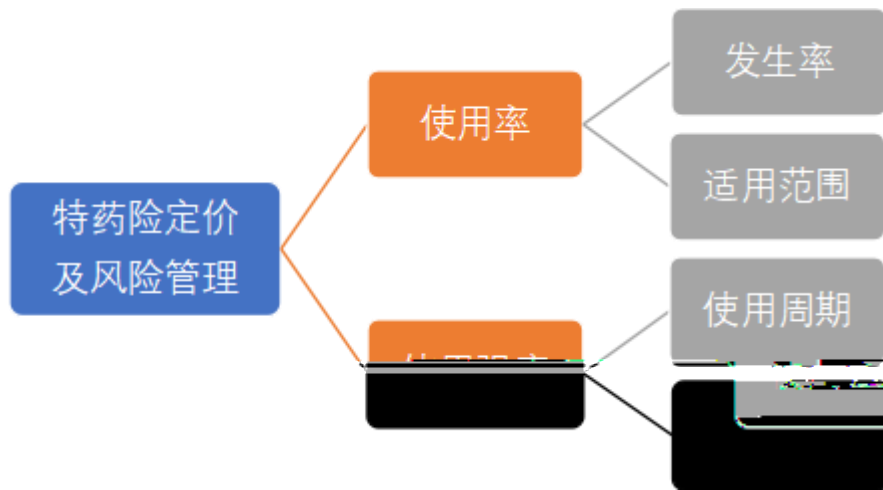 特药险定价
及风险管理
使用率
发生率
适用范围
使用周期